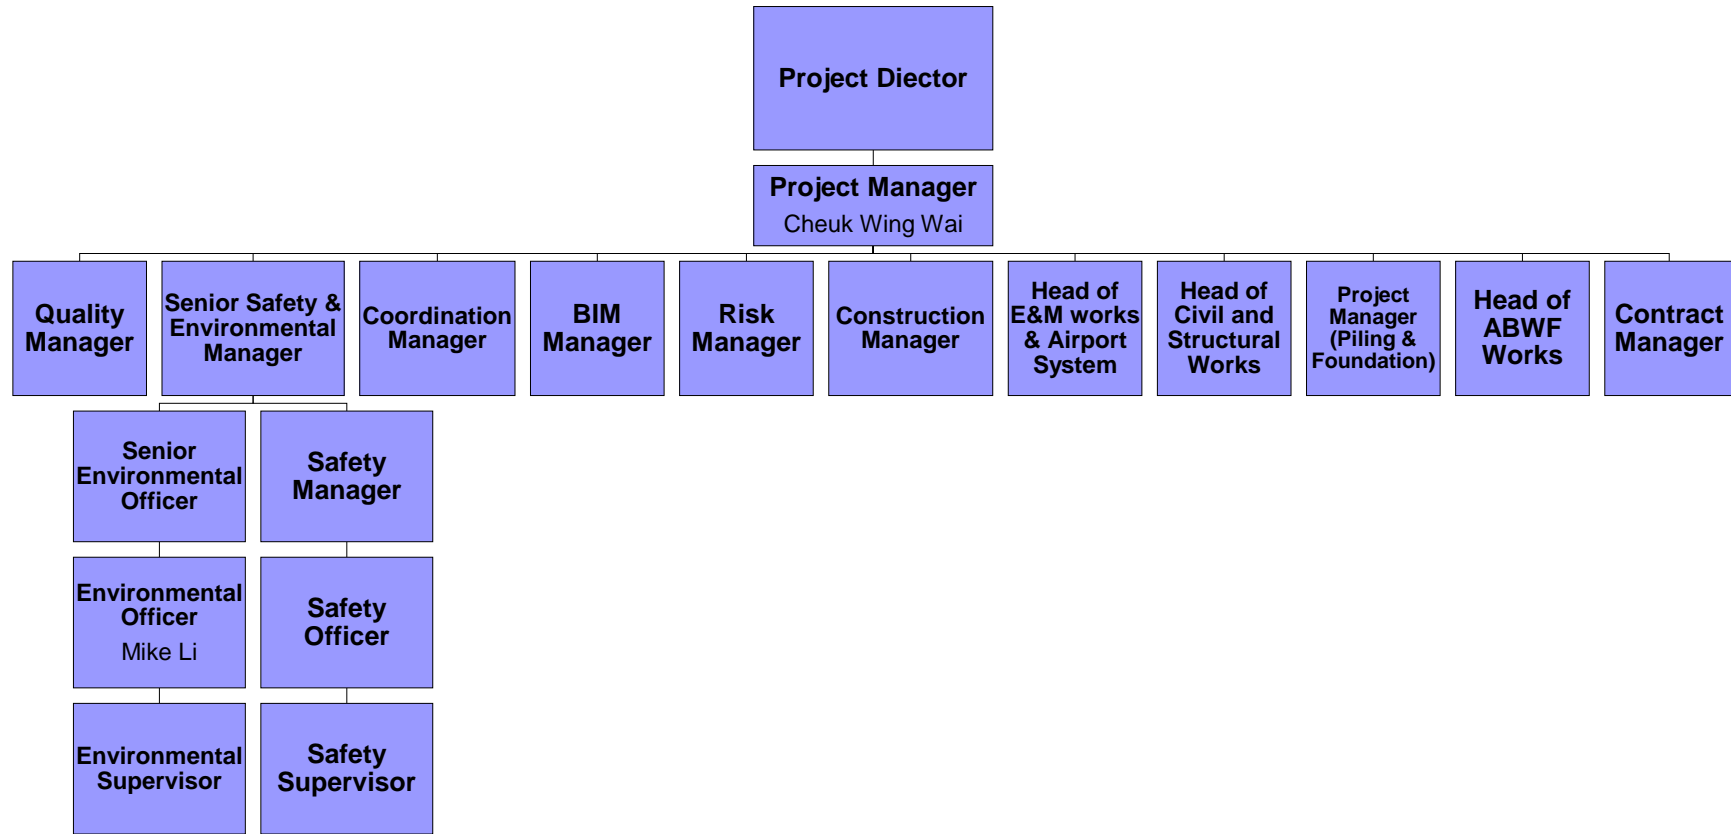 Project Diector
Project Manager
Cheuk Wing Wai
Quality
Manager
Senior Safety &
Environmental
Manager
Coordination
Manager
BIM
Manager
Risk
Manager
Construction
Manager
Head of
E&M works
& Airport
System
Head of
Civil and
Structural
Works
Project
Manager
(Piling &
Foundation)
Head of
ABWF
Works
Contract
Manager
Senior
Environmental
Officer
Safety
Manager
Environmental
Officer
Mike Li
Safety
Officer
Environmental
Supervisor
Safety
Supervisor